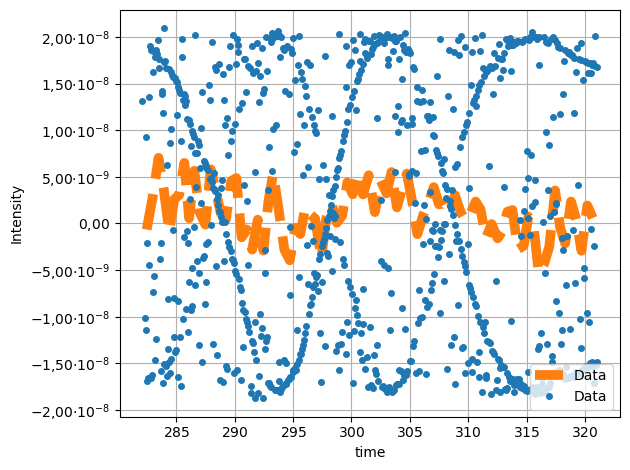 2,00·10⁻⁸
1,50·10⁻⁸
1,00·10⁻⁸
5,00·10⁻⁹
0,00
−5,00·10⁻⁹
−1,00·10⁻⁸
−1,50·10⁻⁸
−2,00·10⁻⁸
Intensity
Data
Data
285 290 295 300 305 310 315 320
time